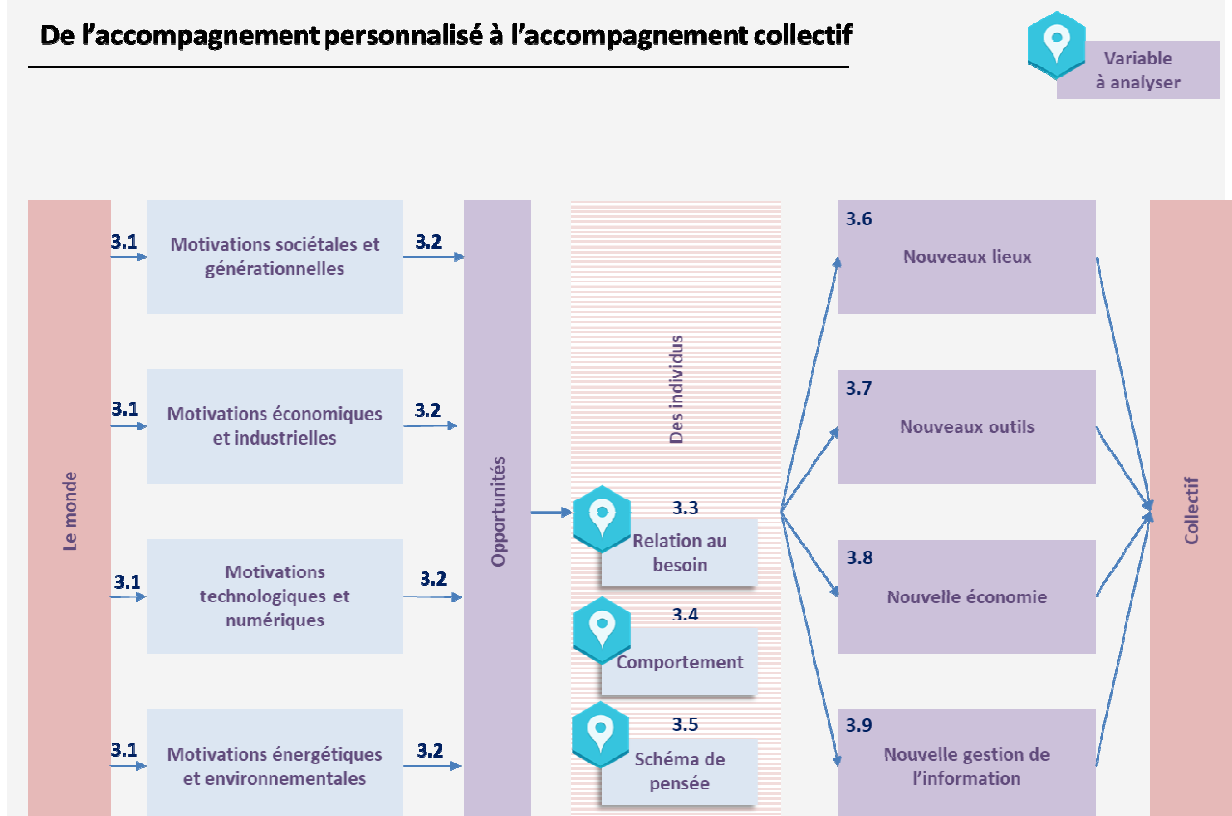 De l'accompagnement personnalisé à l'accompagnement collectif
Variable
à analyser
Le monde
3.1
Motivations sociétales et
générationnelles
3.2
3.1
Motivations économiques
et industrielles
3.2
3.1
Motivations
technologiques et
numériques
3.2
3.1
Motivations énergétiques
et environnementales
3.2
Opportunités
Des individus
3.3
Relation au
besoin
3.4
Comportement
3.5
Schéma de
pensée
3.6
Nouveaux lieux
3.7
Nouveaux outils
3.8
Nouvelle économie
3.9
Nouvelle gestion de
l'information
Collectif